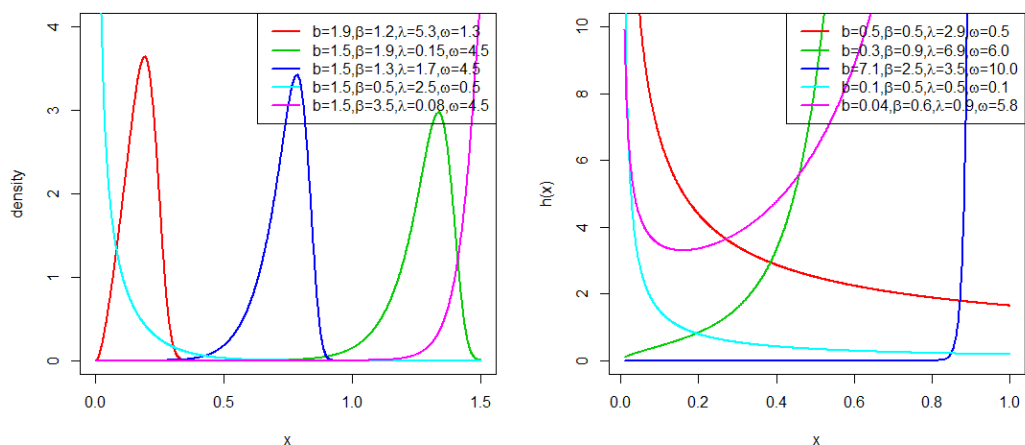 density
0
1
2
3
4
0.0
0.5
1.0
1.5
x
b=1.9,β=1.2,λ=5.3,ω=1.3
b=1.5,β=1.9,λ=0.15,ω=4.5
b=1.5,β=1.3,λ=1.7,ω=4.5
b=1.5,β=0.5,λ=2.5,ω=0.5
b=1.5,β=3.5,λ=0.08,ω=4.5
h(x)
0
2
4
6
8
10
0.0
0.2
0.4
0.6
0.8
1.0
x
b=0.5,β=0.5,λ=2.9,ω=0.5
b=0.3,β=0.9,λ=6.9,ω=6.0
b=7.1,β=2.5,λ=3.5,ω=10.0
b=0.1,β=0.5,λ=0.5,ω=0.1
b=0.04,β=0.6,λ=0.9,ω=5.8